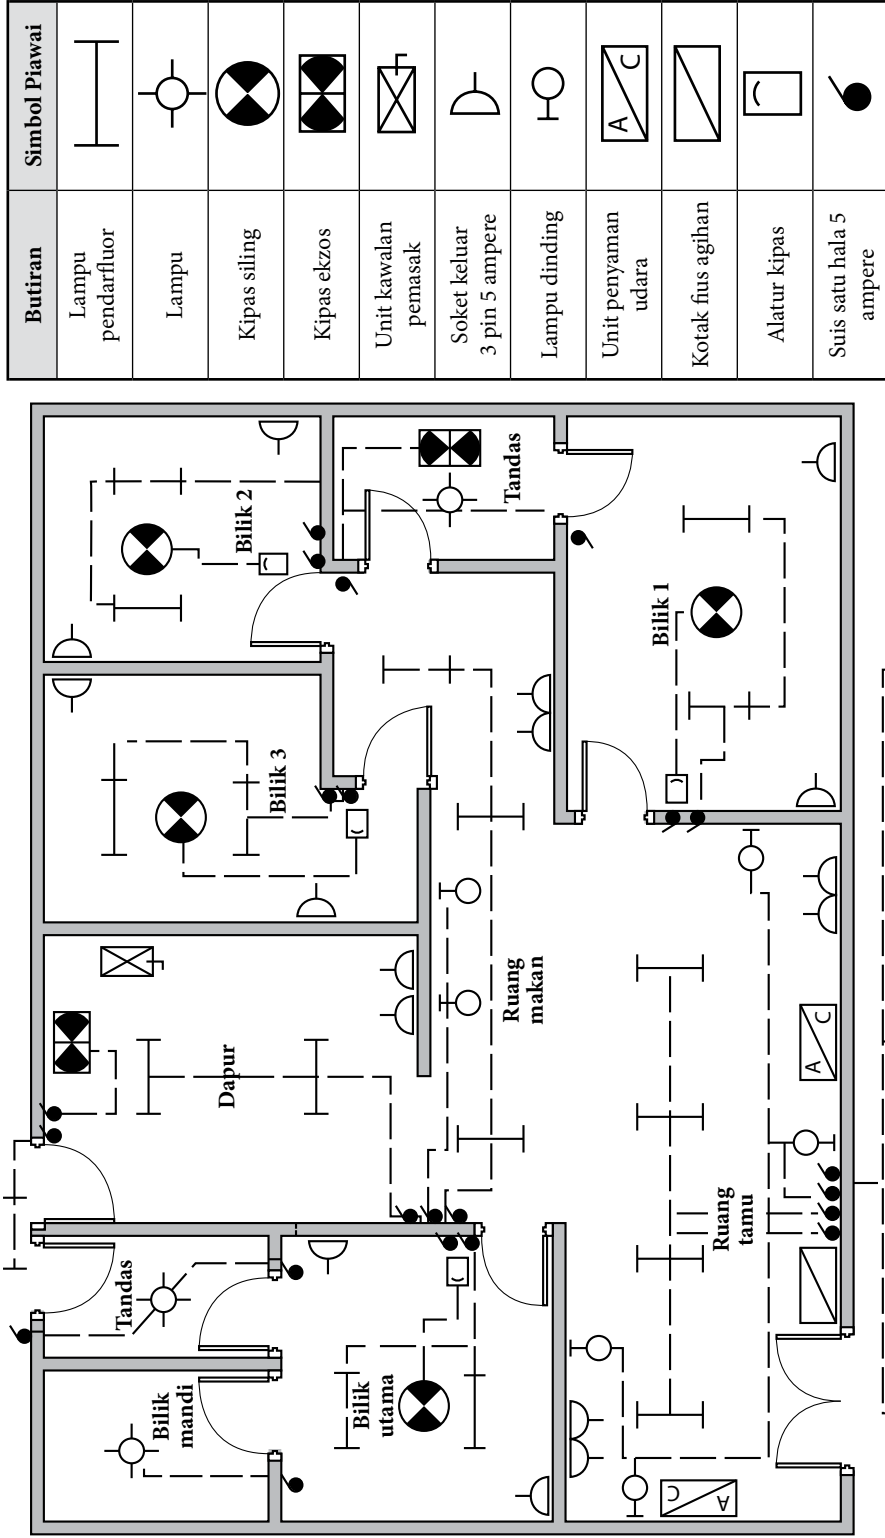 Butiran
Simbol Piawai
Lampu
pendarfluor
Lampu
Kipas siling
Kipas ekzos
Unit kawalan
pemasak
Soket keluar
3 pin 5 ampere
Lampu dinding
Unit penyaman
udara
A
C
Kotak fius agihan
Alatur kipas
Suis satu hala 5
ampere
Bilik
mandi
Tandas
Dapur
Bilik 3
Bilik 2
Bilik
utama
Tandas
Ruang
makan
Bilik 1
Ruang
tamu
A
C
A
C